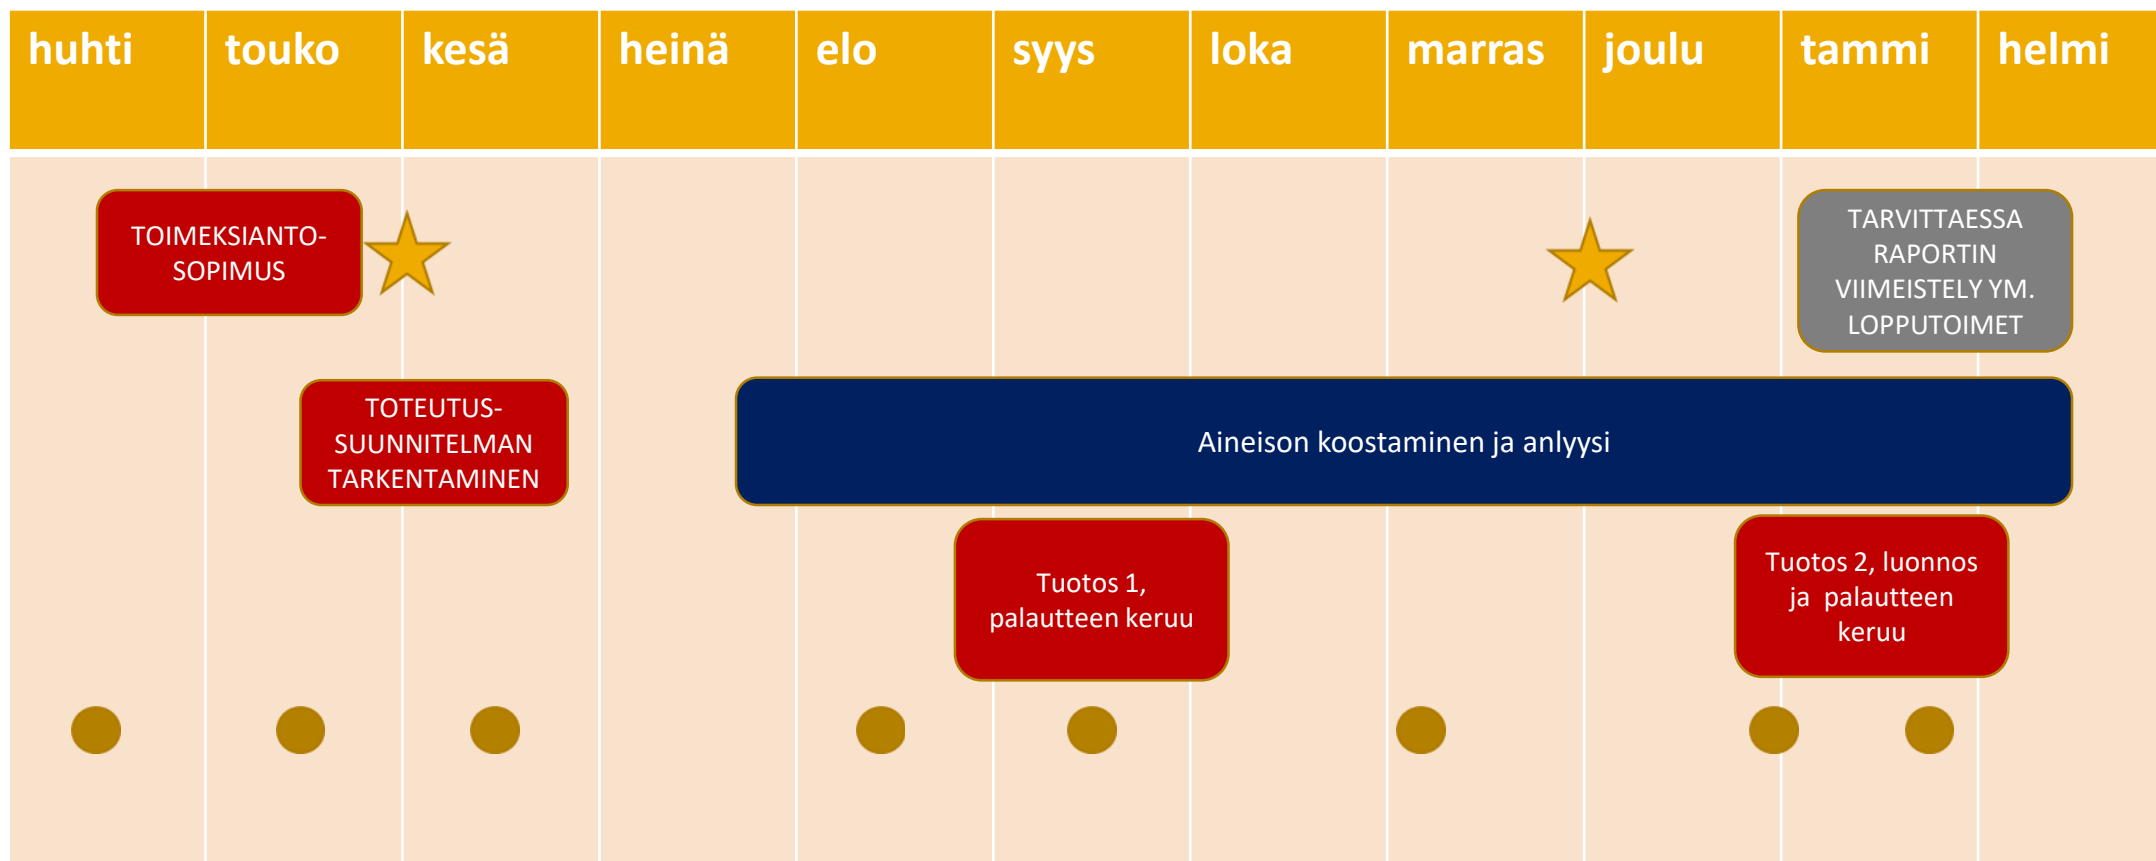 huhti touko kesä heinä elo syys loka marras joulu tammi helmi
TOIMEKSIANTO-
SOPIMUS
TARVITTAESSA
RAPORTIN
VIIMEISTELY YM.
LOPPUTOIMET
TOTEUTUS-
SUUNNITELMAN
TARKENTAMINEN
Aineison koostaminen ja anlyysi
Tuotos 1,
palautteen keruu
Tuotos 2, luonnos
ja palautteen
keruu